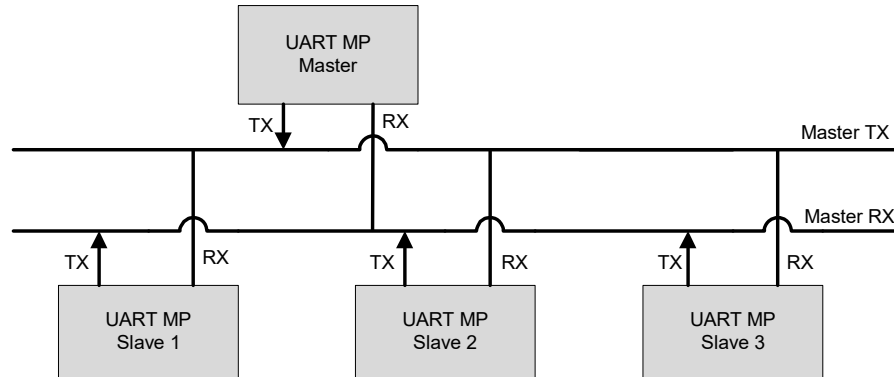 UART MP
Master
TX
RX
Master TX
Master RX
TX
RX
TX
RX
TX
RX
UART MP
Slave 1
UART MP
Slave 2
UART MP
Slave 3